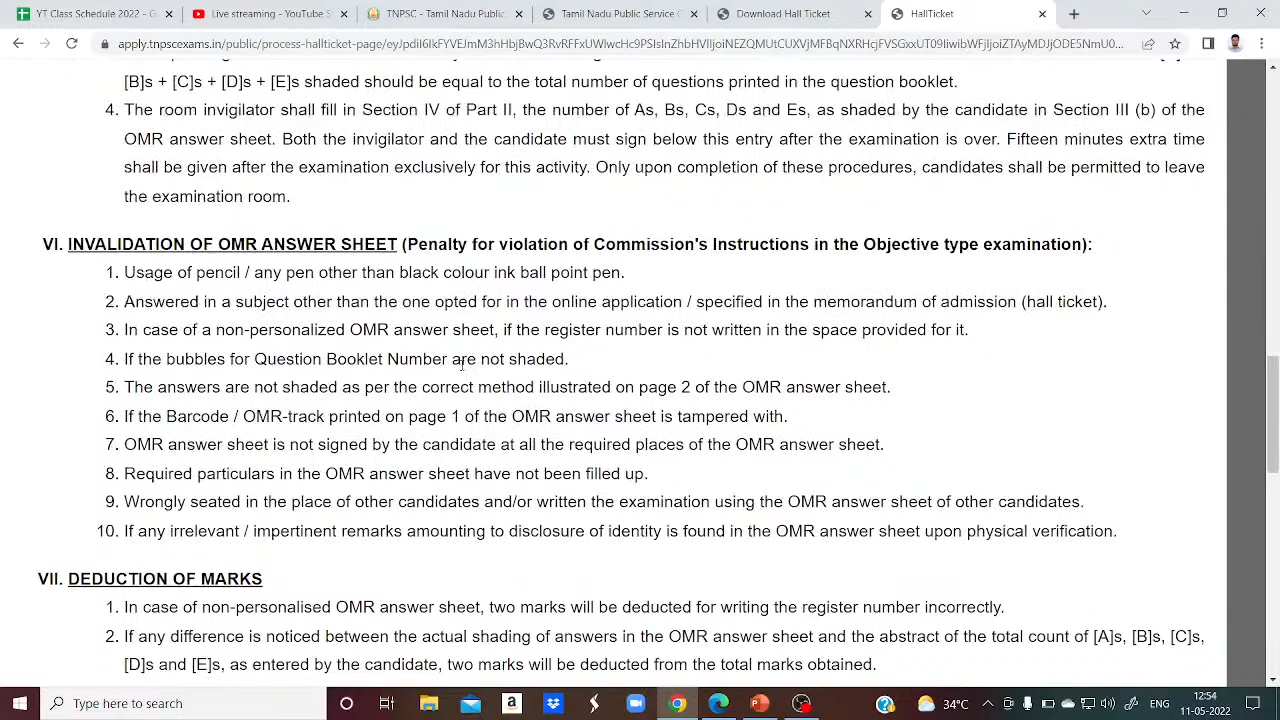 YT Class Schedule 2022 - G
Live streaming - YouTube S
TNPSC - Tamil Nadu Public
Tamil Nadu Public Service C
Download Hall Ticket
HallTicket
[B]s + [C]s + [D]s + [E]s shaded should be equal to the total number of questions printed in the question booklet.
4. The room invigilator shall fill in Section IV of Part II, the number of As, Bs, Cs, Ds and Es, as shaded by the candidate in Section III (b) of the
OMR answer sheet. Both the invigilator and the candidate must sign below this entry after the examination is over. Fifteen minutes extra time
shall be given after the examination exclusively for this activity. Only upon completion of these procedures, candidates shall be permitted to leave
the examination room.
VI. INVALIDATION OF OMR ANSWER SHEET (Penalty for violation of Commission's Instructions in the Objective type examination):
1. Usage of pencil / any pen other than black colour ink ball point pen.
2. Answered in a subject other than the one opted for in the online application / specified in the memorandum of admission (hall ticket).
3. In case of a non-personalized OMR answer sheet, if the register number is not written in the space provided for it.
4. If the bubbles for Question Booklet Number are not shaded.
5. The answers are not shaded as per the correct method illustrated on page 2 of the OMR answer sheet.
6. If the Barcode / OMR-track printed on page 1 of the OMR answer sheet is tampered with.
7. OMR answer sheet is not signed by the candidate at all the required places of the OMR answer sheet.
8. Required particulars in the OMR answer sheet have not been filled up.
9. Wrongly seated in the place of other candidates and/or written the examination using the OMR answer sheet of other candidates.
10. If any irrelevant / impertinent remarks amounting to disclosure of identity is found in the OMR answer sheet upon physical verification.
VII. DEDUCTION OF MARKS
1. In case of non-personalised OMR answer sheet, two marks will be deducted for writing the register number incorrectly.
2. If any difference is noticed between the actual shading of answers in the OMR answer sheet and the abstract of the total count of [A]s, [B]s, [C]s,
[D]s and [E]s, as entered by the candidate, two marks will be deducted from the total marks obtained.
Type here to search
34°C
ENG
12:54
11-05-2022